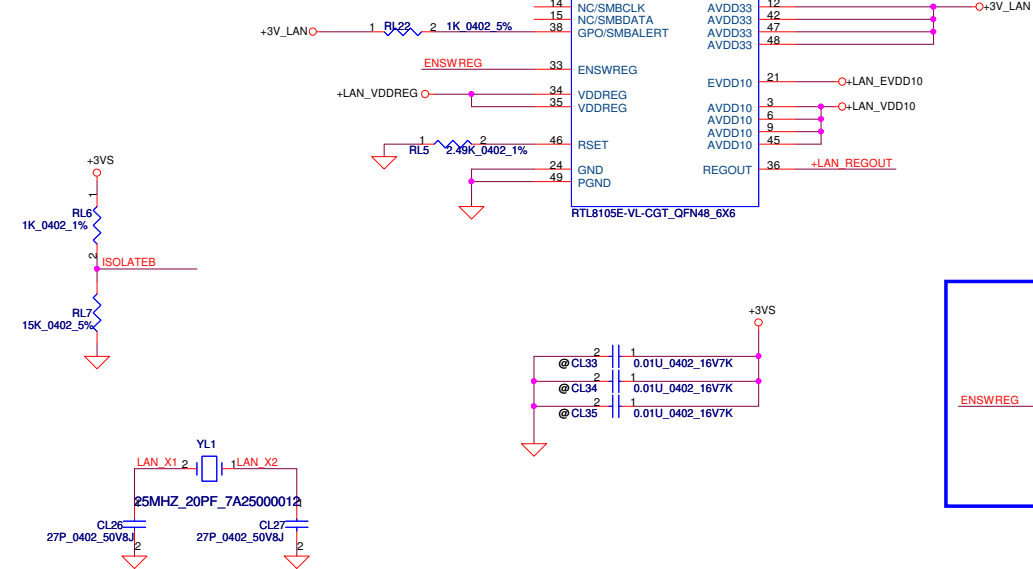 14 NC/SMBCLK
15 NC/SMBDATA
+3V_LAN 1 RL22 2 1K_0402_5% 38 GPO/SMBALERT
ENSWREG 33 ENSWREG
+LAN_VDDREG 34 VDDREG
35 VDDREG
1 RL5 2 2.49K_0402_1% 46 RSET
24 GND
49 PGND
AVDD33 12 +3V_LAN
AVDD33 42
AVDD33 47
AVDD33 48
EVDD10 21 +LAN_EVDD10
AVDD10 3 +LAN_VDD10
AVDD10 6
AVDD10 9
AVDD10 45
REGOUT 36 +LAN_REGOUT
RTL8105E-VL-CGT_QFN48_6X6
+3VS
1
RL6
1K_0402_1%
2
ISOLATEB
RL7
15K_0402_5%
+3VS
2 1
@ CL33 0.01U_0402_16V7K
2 1
@ CL34 0.01U_0402_16V7K
2 1
@ CL35 0.01U_0402_16V7K
ENSWREG
YL1
LAN_X1 2 1 LAN_X2
25MHZ_20PF_7A25000012
CL26
27P_0402_50V8J
2
CL27
27P_0402_50V8J
2